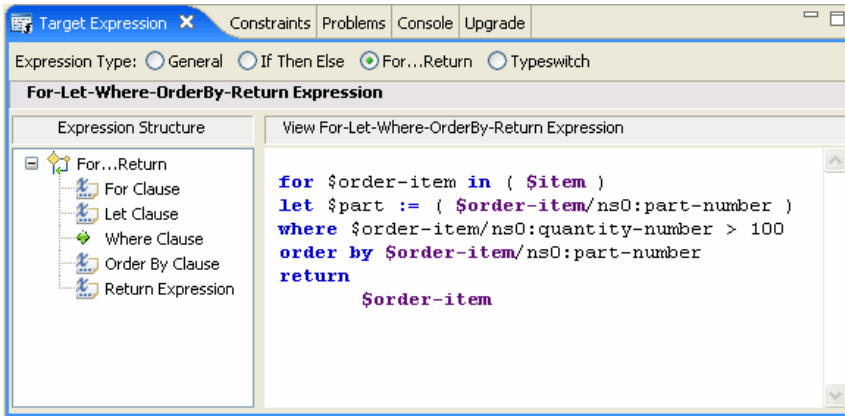 Target Expression Constraints Problems Console Upgrade
Expression Type: General If Then Else For...Return Typeswitch
For-Let-Where-OrderBy-Return Expression
Expression Structure
For...Return
For Clause
Let Clause
Where Clause
Order By Clause
Return Expression
View For-Let-Where-OrderBy-Return Expression
for $order-item in ( $item )
let $part := ( $order-item/ns0:part-number )
where $order-item/ns0:quantity-number > 100
order by $order-item/ns0:part-number
return
$order-item